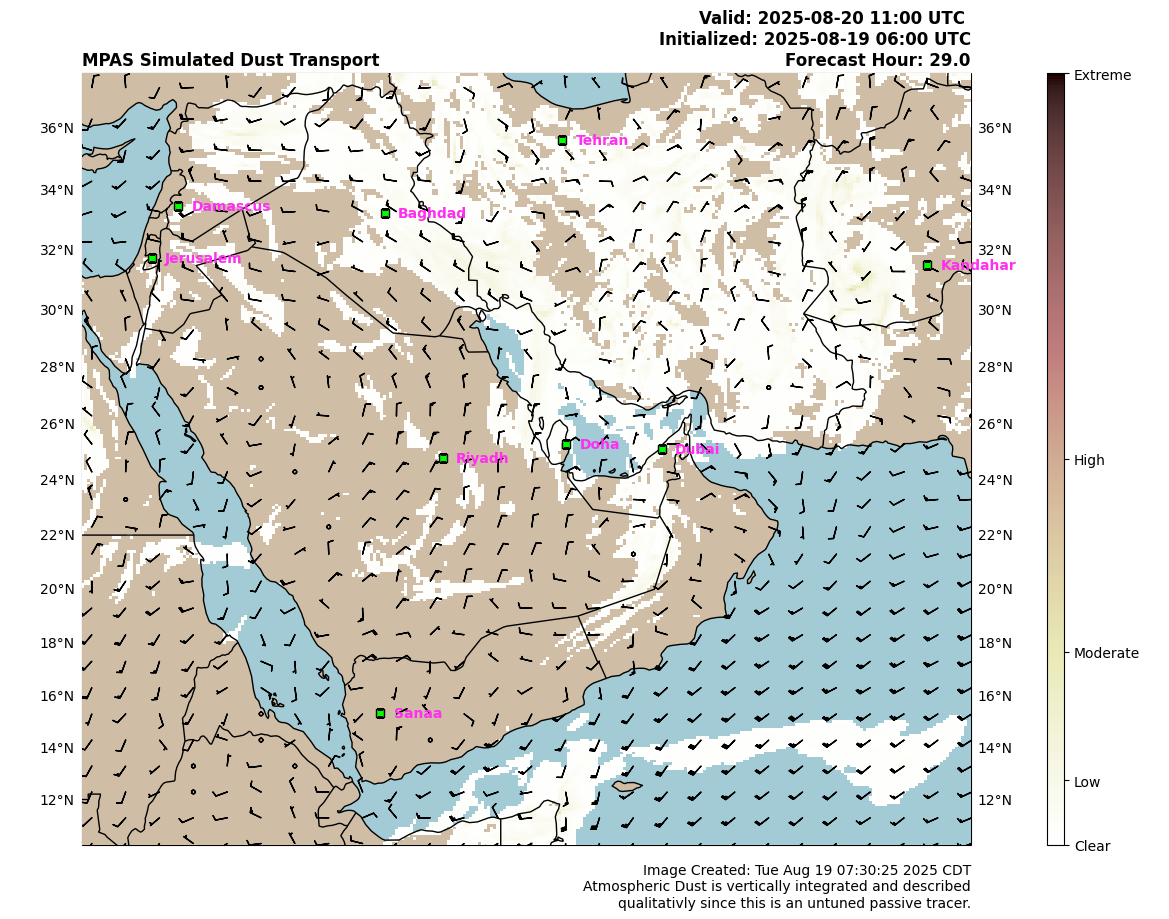 Valid: 2025-08-20 11:00 UTC
Initialized: 2025-08-19 06:00 UTC
MPAS Simulated Dust Transport
Forecast Hour: 29.0
Extreme
36°N
36°N
Tehran
34°N
34°N
Damascus
Baghdad
32°N
32°N
Jerusalem
Kandahar
30°N
30°N
28°N
28°N
26°N
26°N
Doha
Dubai
Riyadh
High
24°N
24°N
22°N
22°N
20°N
20°N
18°N
18°N
Moderate
16°N
16°N
Sanaa
14°N
14°N
Low
12°N
12°N
Clear
Image Created: Tue Aug 19 07:30:25 2025 CDT
Atmospheric Dust is vertically integrated and described
qualitativly since this is an untuned passive tracer.